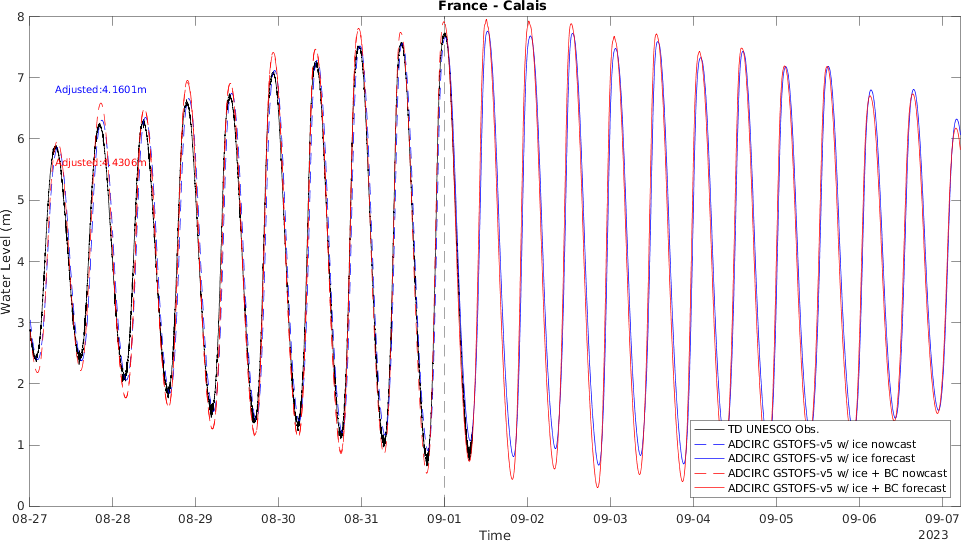 France - Calais
8
7
6
5
4
3
2
1
0
Water Level (m)
Adjusted:4.1601m
Adjusted:4.4306m
TD UNESCO Obs.
ADCIRC GSTOFS-v5 w/ ice nowcast
ADCIRC GSTOFS-v5 w/ ice forecast
ADCIRC GSTOFS-v5 w/ ice + BC nowcast
ADCIRC GSTOFS-v5 w/ ice + BC forecast
08-27 08-28 08-29 08-30 08-31 09-01 09-02 09-03 09-04 09-05 09-06 09-07
Time
2023